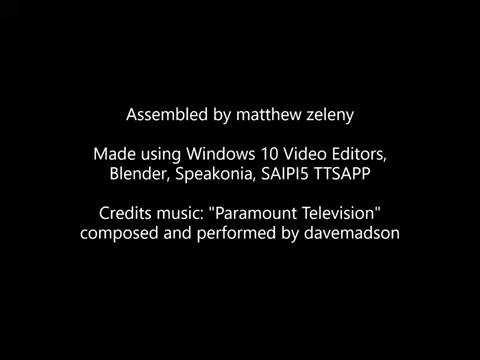 Assembled by matthew zeleny
Made using Windows 10 Video Editors,
Blender, Speakonia, SAIPI5 TTSAPP
Credits music: "Paramount Television"
composed and performed by davemadson